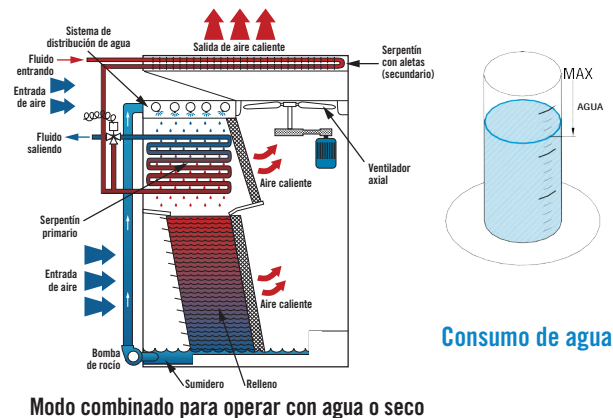 Sistema de
distribución de agua
Salida de aire caliente
Fluido
entrando
Serpentín
con aletas
(secundario)
Entrada
de aire
Fluido
saliendo
Ventilador
axial
Aire caliente
Serpentín
primario
Entrada
de aire
Aire caliente
Bomba
de rocío
Sumidero
Relleno
Modo combinado para operar con agua o seco
MAX
AGUA
Consumo de agua